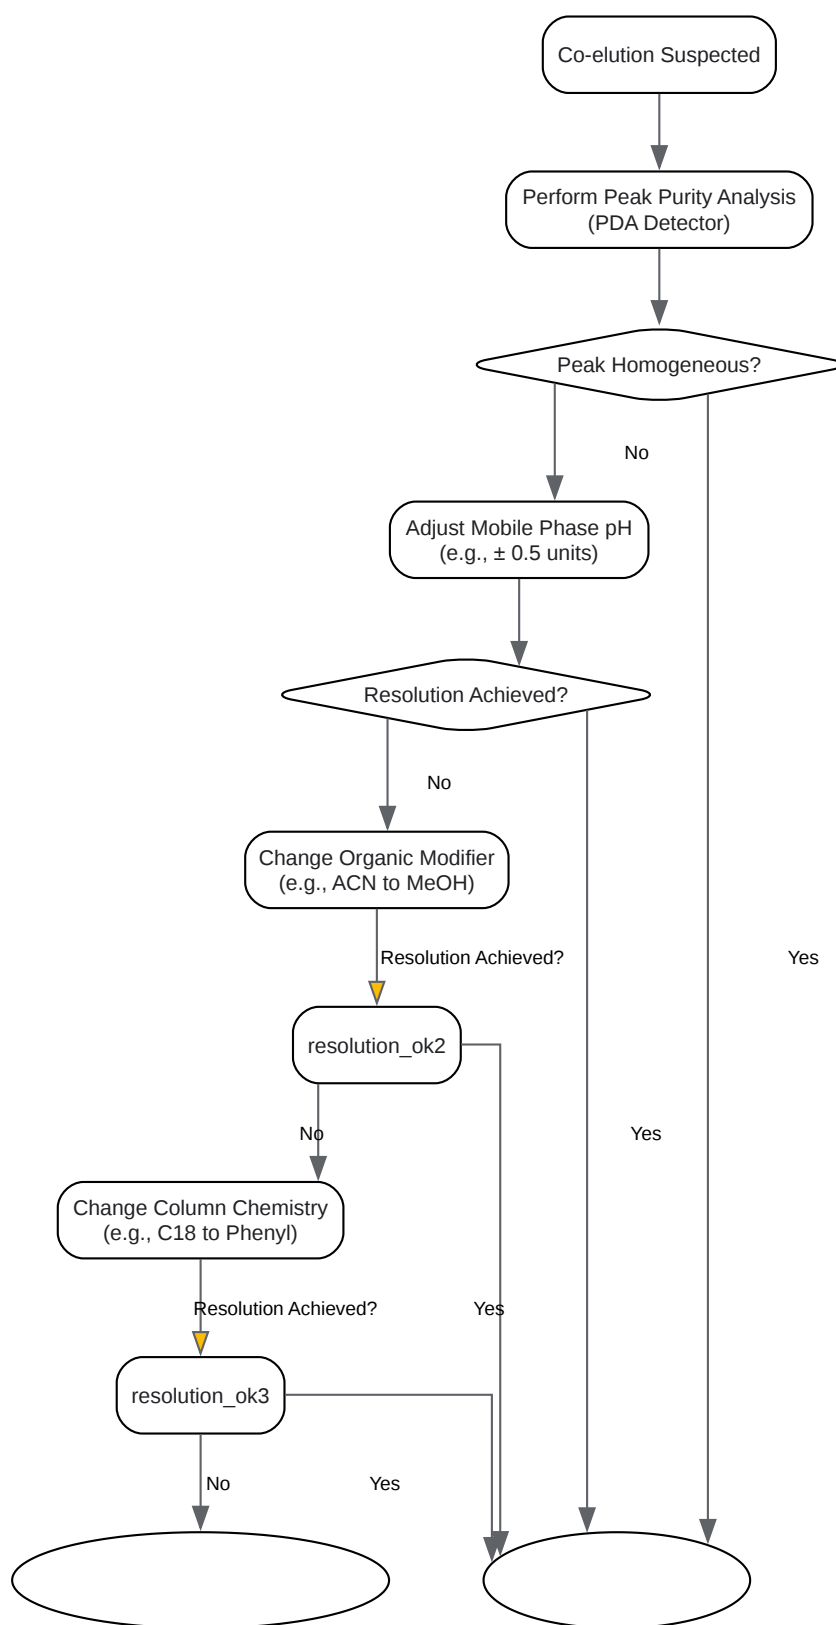 Co-elution Suspected
Perform Peak Purity Analysis
(PDA Detector)
Peak Homogeneous?
No
Adjust Mobile Phase pH
(e.g., ± 0.5 units)
Resolution Achieved?
No
Change Organic Modifier
(e.g., ACN to MeOH)
Resolution Achieved?
Yes
resolution_ok2
No
Yes
Change Column Chemistry
(e.g., C18 to Phenyl)
Resolution Achieved?
Yes
resolution_ok3
No
Yes